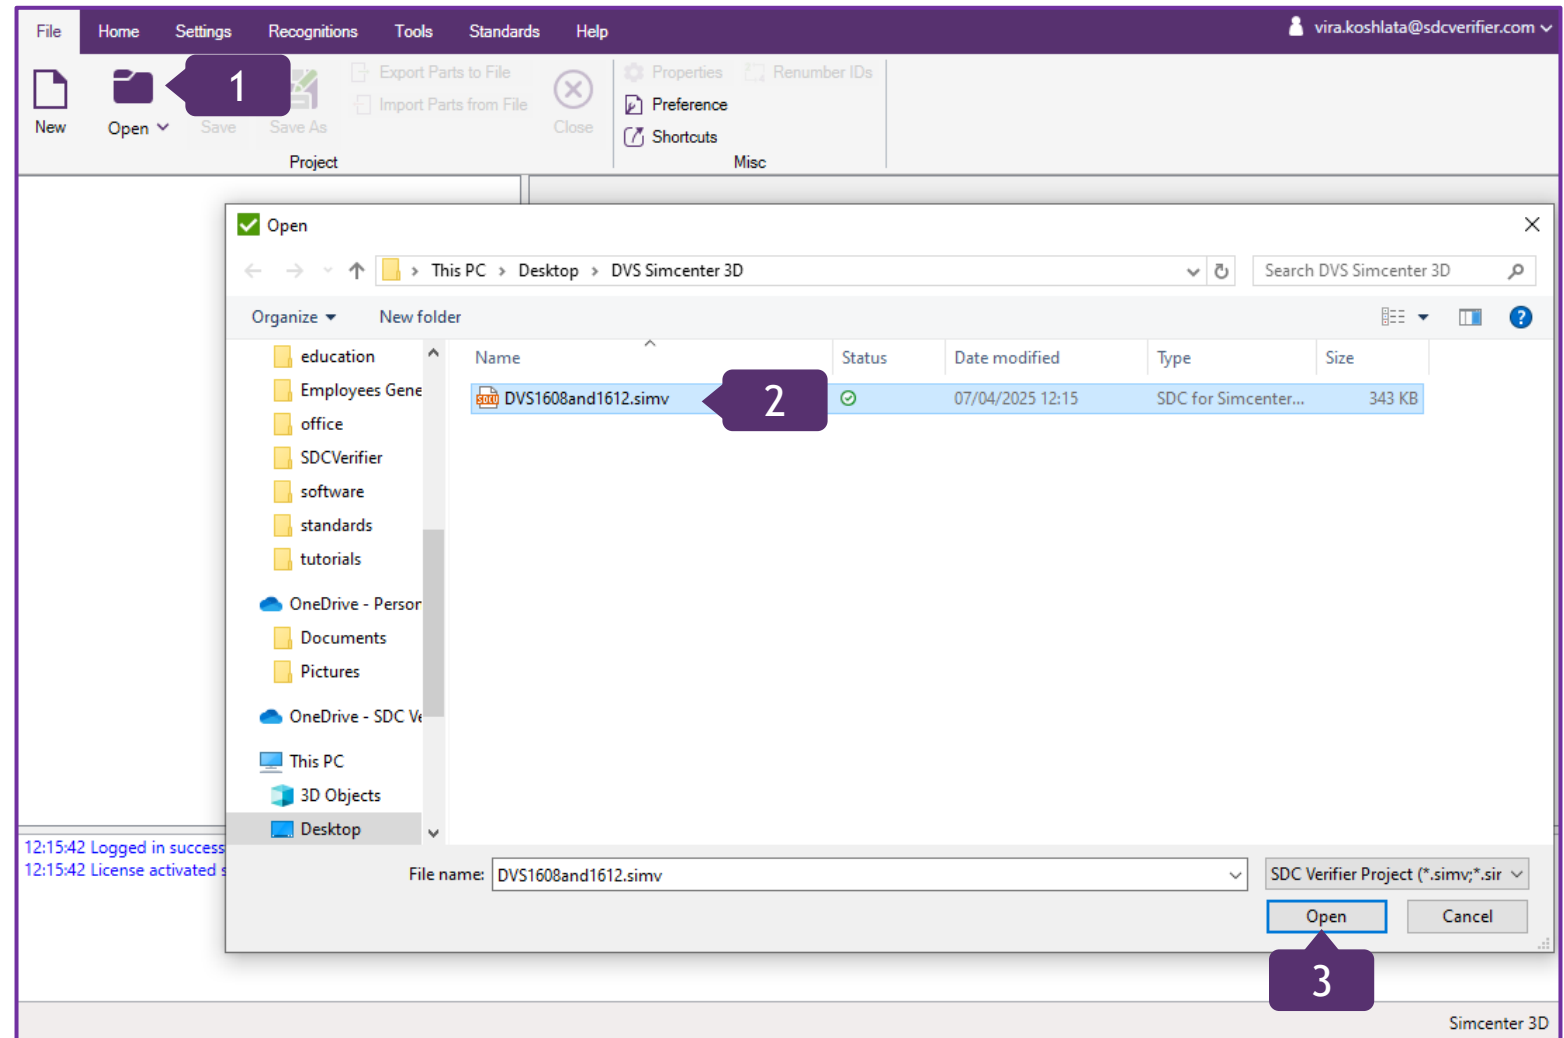 File Home Settings Recognitions Tools Standards Help vira.koshlata@sdcverifier.com
New Open Save Save As Export Parts to File Import Parts from File Close
1
Project
Properties Renumber IDs
Preference
Shortcuts
Misc
Open
This PC > Desktop > DVS Simcenter 3D
Search DVS Simcenter 3D
Organize New folder
education
Employees Gene
office
SDCVerifier
software
standards
tutorials
OneDrive - Person
Documents
Pictures
OneDrive - SDC Ve
This PC
3D Objects
Desktop
Name Status Date modified Type Size
SDCV DVS1608and1612.simv 07/04/2025 12:15 SDC for Simcenter... 343 KB
2
12:15:42 Logged in success
12:15:42 License activated s
File name: DVS1608and1612.simv SDC Verifier Project (*.simv;*.sir
Open Cancel
3
Simcenter 3D